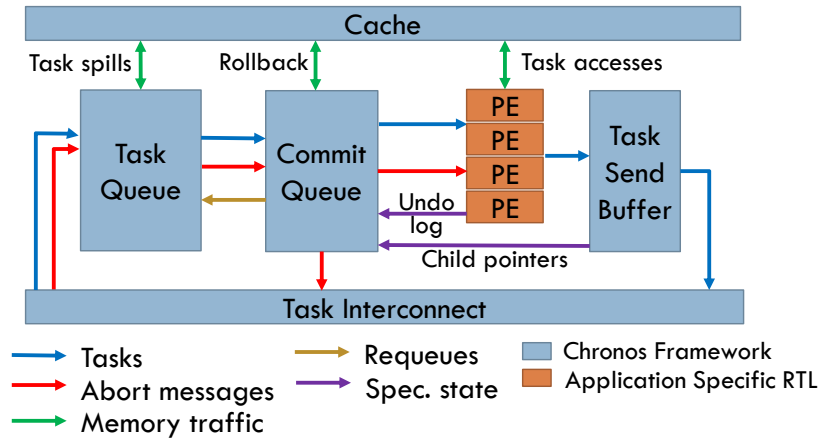 Cache
Task spills
Rollback
Task accesses
Task
Queue
Commit
Queue
PE
PE
PE
PE
Task
Send
Buffer
Undo
log
Child pointers
Task Interconnect
Tasks
Requeues
Chronos Framework
Abort messages
Spec. state
Application Specific RTL
Memory traffic